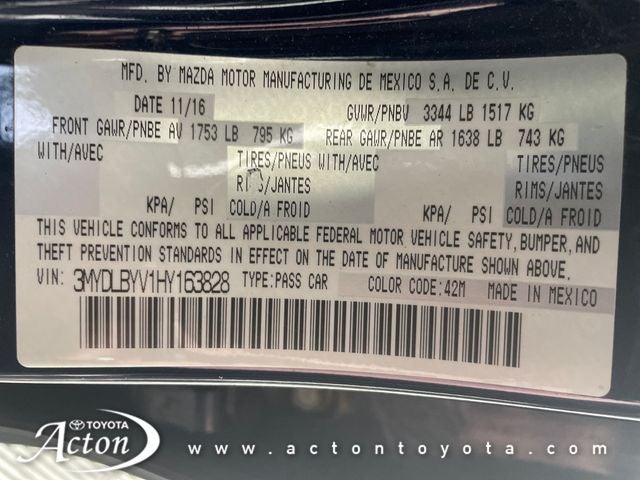 MFD. BY MAZDA MOTOR MANUFACTURING DE MEXICO S.A. DE C.V.
DATE 11/16 GVWR/PNBV 3344 LB 1517 KG
FRONT GAWR/PNBE AV 1753 LB 795 KG REAR GAWR/PNBE AR 1638 LB 743 KG
WITH/AVEC TIRES/PNEUS WITH/AVEC TIRES/PNEUS
RIMS/JANTES RIMS/JANTES
KPA/ PSI COLD/A FROID KPA/ PSI COLD/A FROID
THIS VEHICLE CONFORMS TO ALL APPLICABLE FEDERAL MOTOR VEHICLE SAFETY, BUMPER, AND
THEFT PREVENTION STANDARDS IN EFFECT ON THE DATE OF MANUFACTURE SHOWN ABOVE.
VIN: 3MYDLBYV1HY163828 TYPE:PASS CAR COLOR CODE:42M MADE IN MEXICO
TOYOTA
Acton
www.actontoyota.com